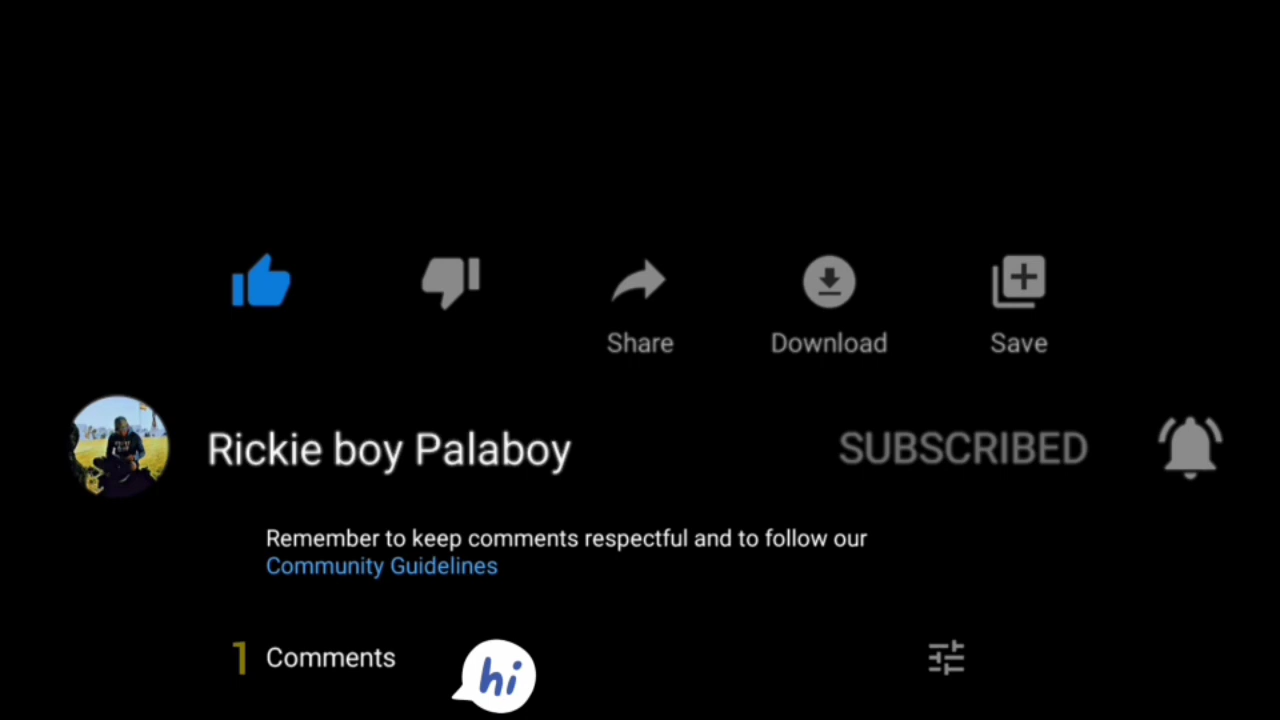 Share Download Save
Rickie boy Palaboy SUBSCRIBED
Remember to keep comments respectful and to follow our
Community Guidelines
1 Comments
hi